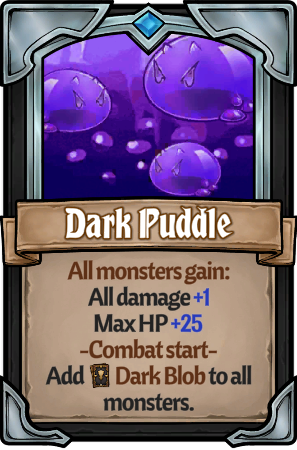 Dark Puddle
All monsters gain:
All damage +1
Max HP +25
-Combat start-
Add Dark Blob to all
monsters.